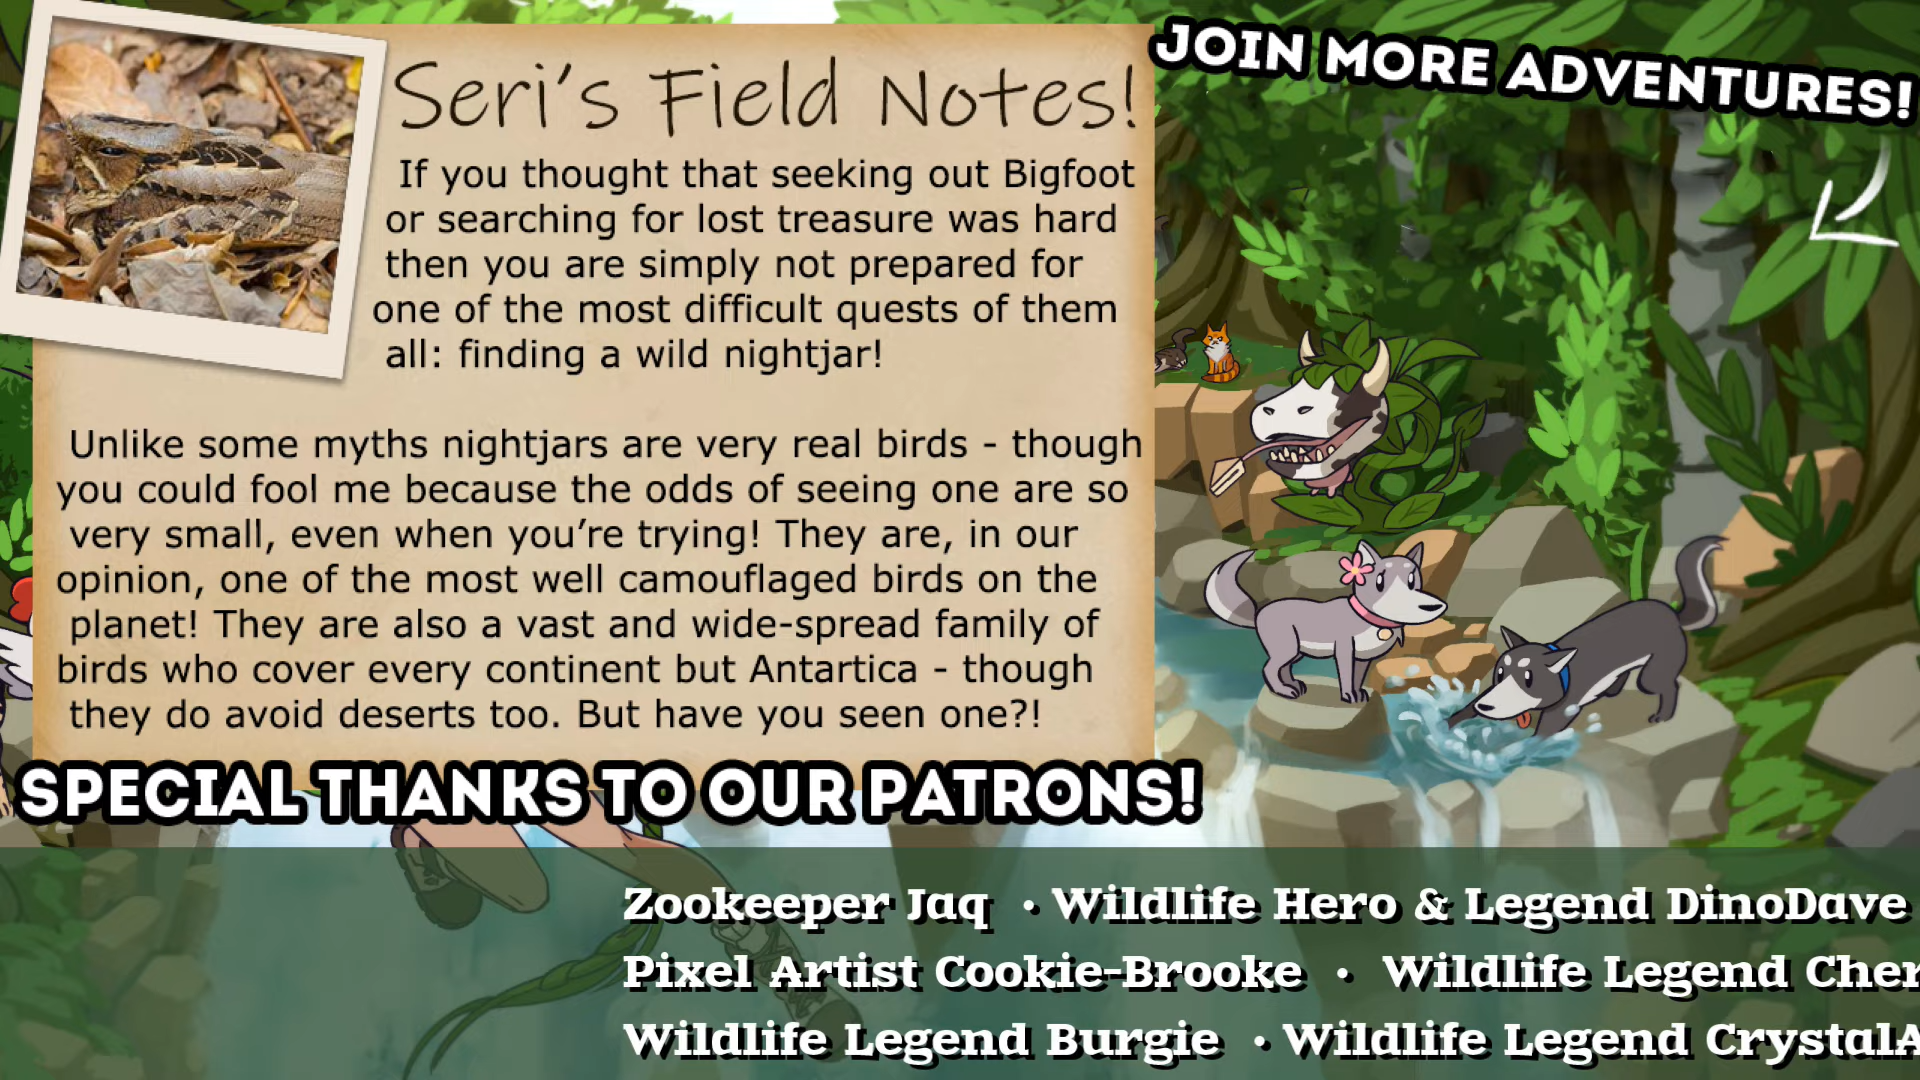 Seri's Field Notes!
JOIN MORE ADVENTURES!
If you thought that seeking out Bigfoot
or searching for lost treasure was hard
then you are simply not prepared for
one of the most difficult quests of them
all: finding a wild nightjar!
Unlike some myths nightjars are very real birds - though
you could fool me because the odds of seeing one are so
very small, even when you're trying! They are, in our
opinion, one of the most well camouflaged birds on the
planet! They are also a vast and wide-spread family of
birds who cover every continent but Antartica - though
they do avoid deserts too. But have you seen one?!
SPECIAL THANKS TO OUR PATRONS!
Zookeeper Jaq • Wildlife Hero & Legend DinoDave
Pixel Artist Cookie-Brooke • Wildlife Legend Cher
Wildlife Legend Burgie • Wildlife Legend CrystalA